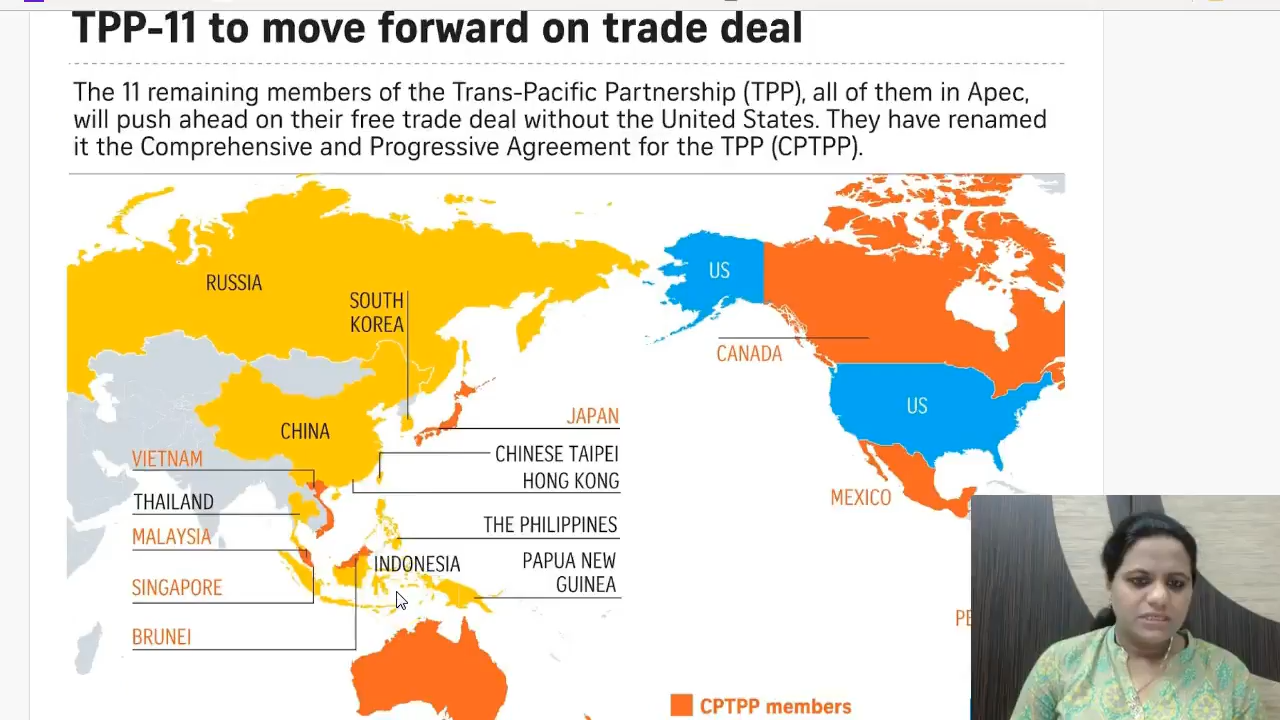 TPP-11 to move forward on trade deal
The 11 remaining members of the Trans-Pacific Partnership (TPP), all of them in Apec,
will push ahead on their free trade deal without the United States. They have renamed
it the Comprehensive and Progressive Agreement for the TPP (CPTPP).
RUSSIA
SOUTH
KOREA
US
CANADA
US
JAPAN
CHINA
CHINESE TAIPEI
VIETNAM
HONG KONG
MEXICO
THAILAND
THE PHILIPPINES
MALAYSIA
INDONESIA
PAPUA NEW
GUINEA
SINGAPORE
PE
BRUNEI
CPTPP members